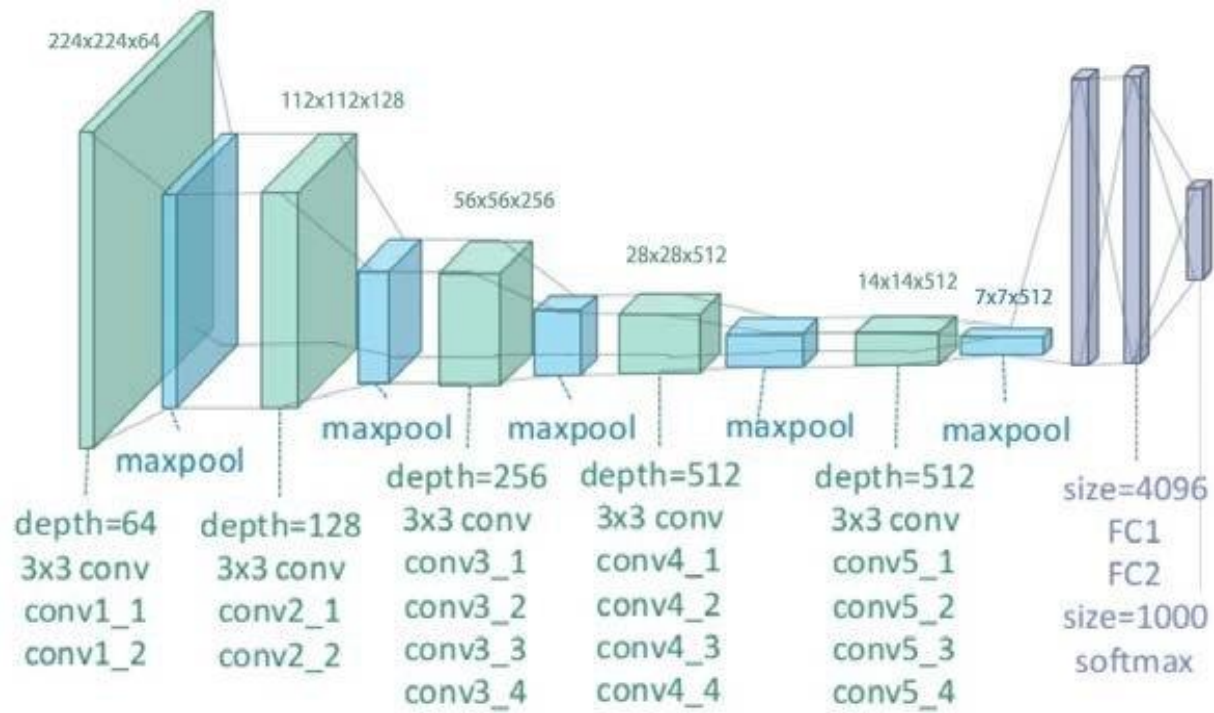 224x224x64
112x112x128
56x56x256
28x28x512
14x14x512
7x7x512
maxpool
maxpool
maxpool
maxpool
maxpool
depth=64
3x3 conv
conv1_1
conv1_2
depth=128
3x3 conv
conv2_1
conv2_2
depth=256
3x3 conv
conv3_1
conv3_2
conv3_3
conv3_4
depth=512
3x3 conv
conv4_1
conv4_2
conv4_3
conv4_4
depth=512
3x3 conv
conv5_1
conv5_2
conv5_3
conv5_4
size=4096
FC1
FC2
size=1000
softmax